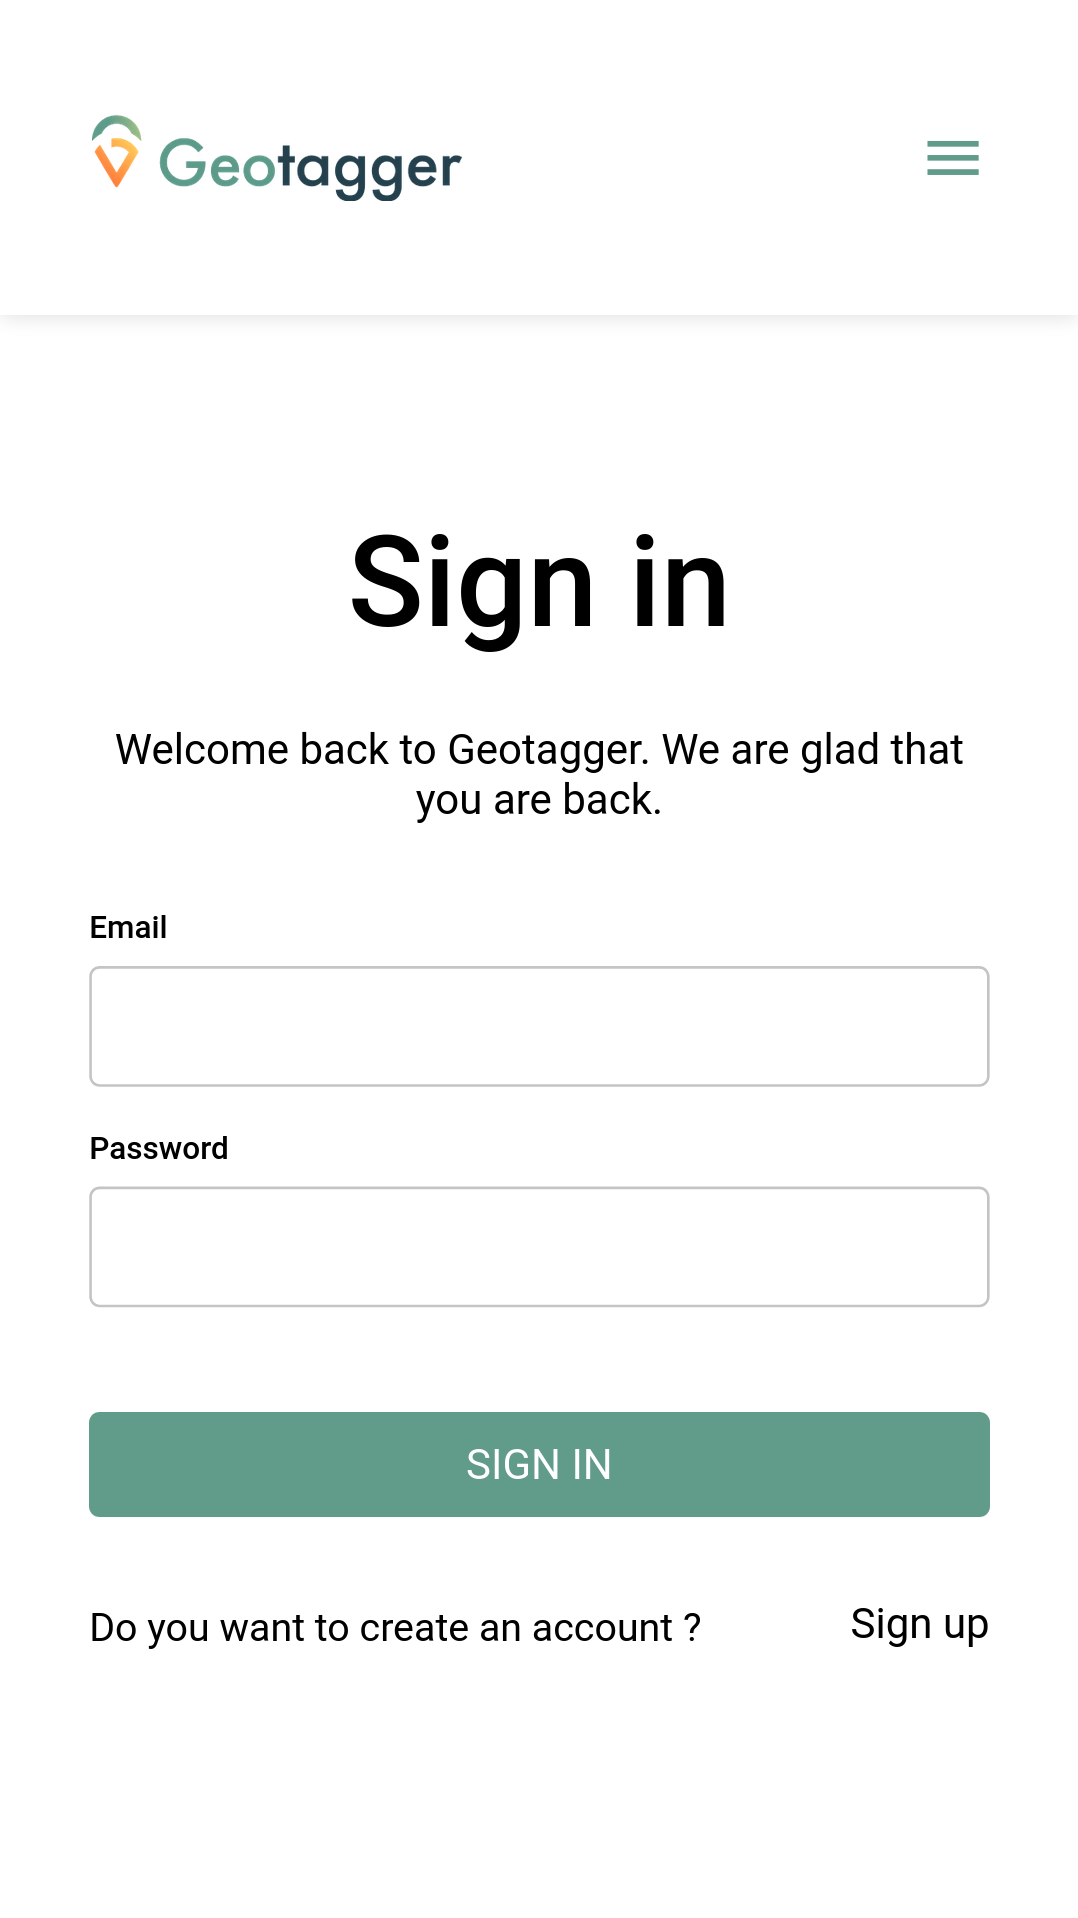 Geotagger
Sign in
Welcome back to Geotagger. We are glad that
you are back.
Email
Password
SIGN IN
Do you want to create an account ?
Sign up